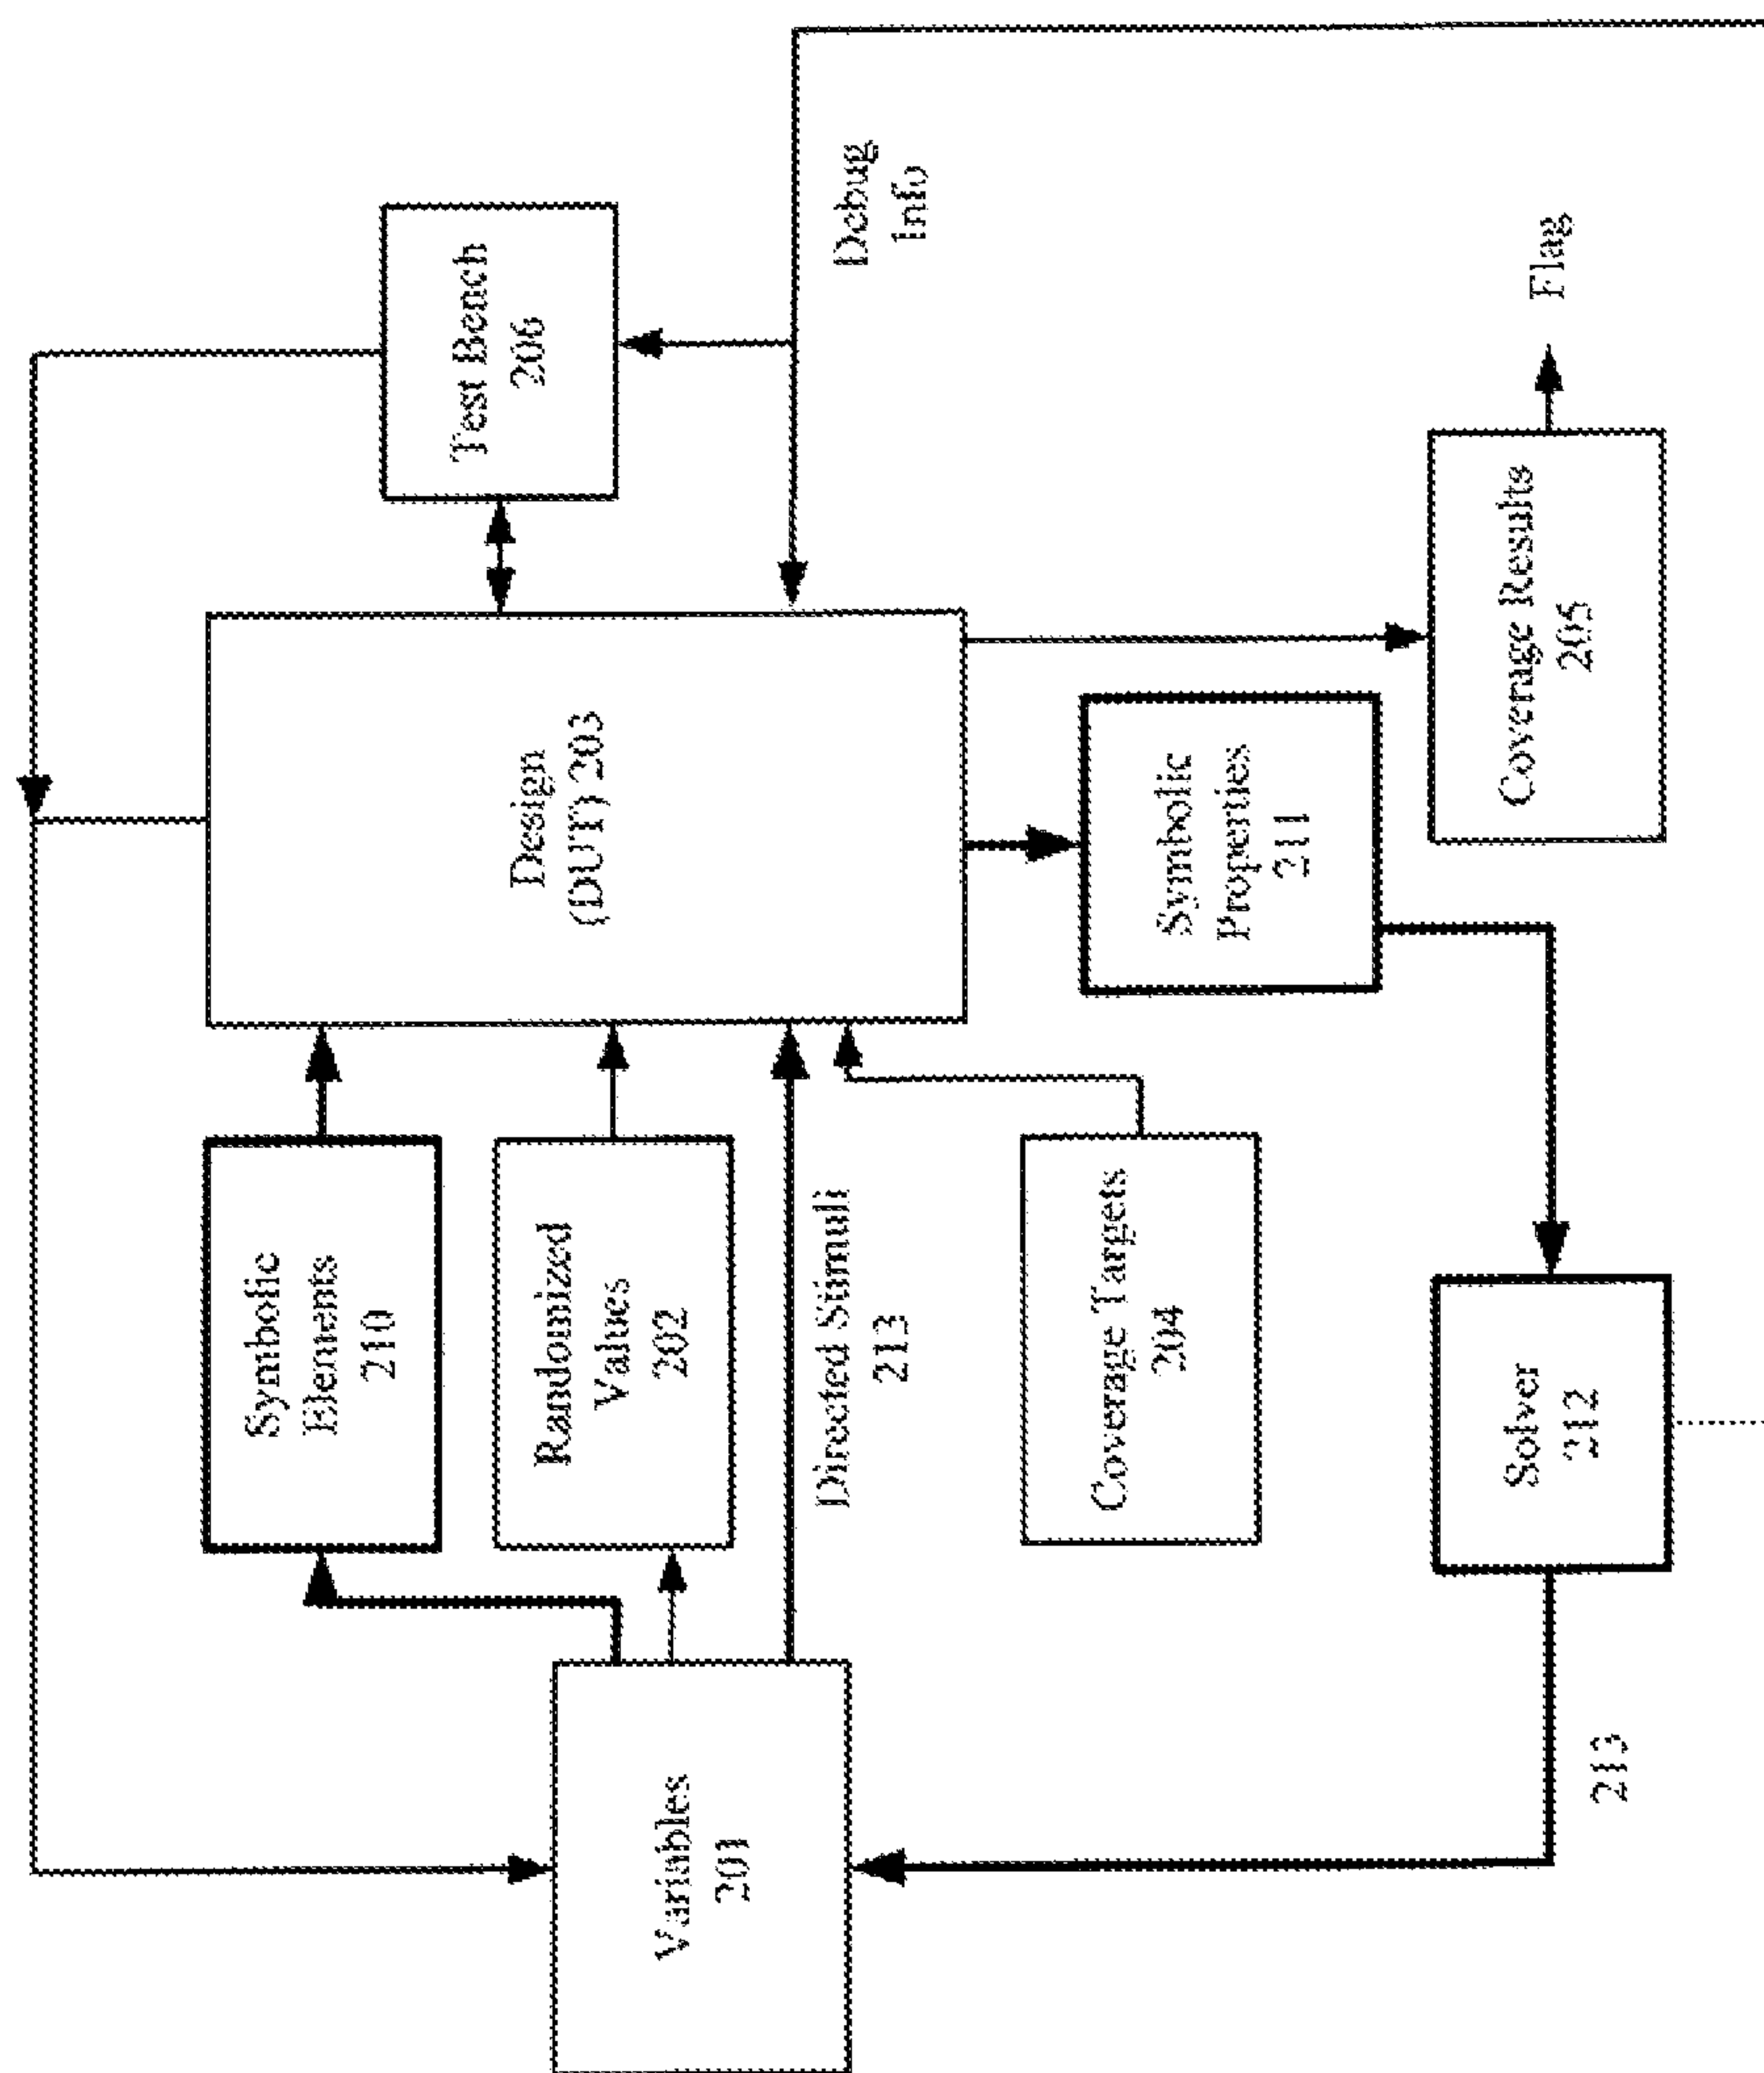 Variables
201
Symbolic
Elements
210
Randomized
Values
202
Directed Stimuli
213
Coverage Targets
204
Design
(DUT) 203
Test Bench
206
Debug
Info
Symbolic
Properties
211
Coverage Results
205
Flag
Solver
212
213